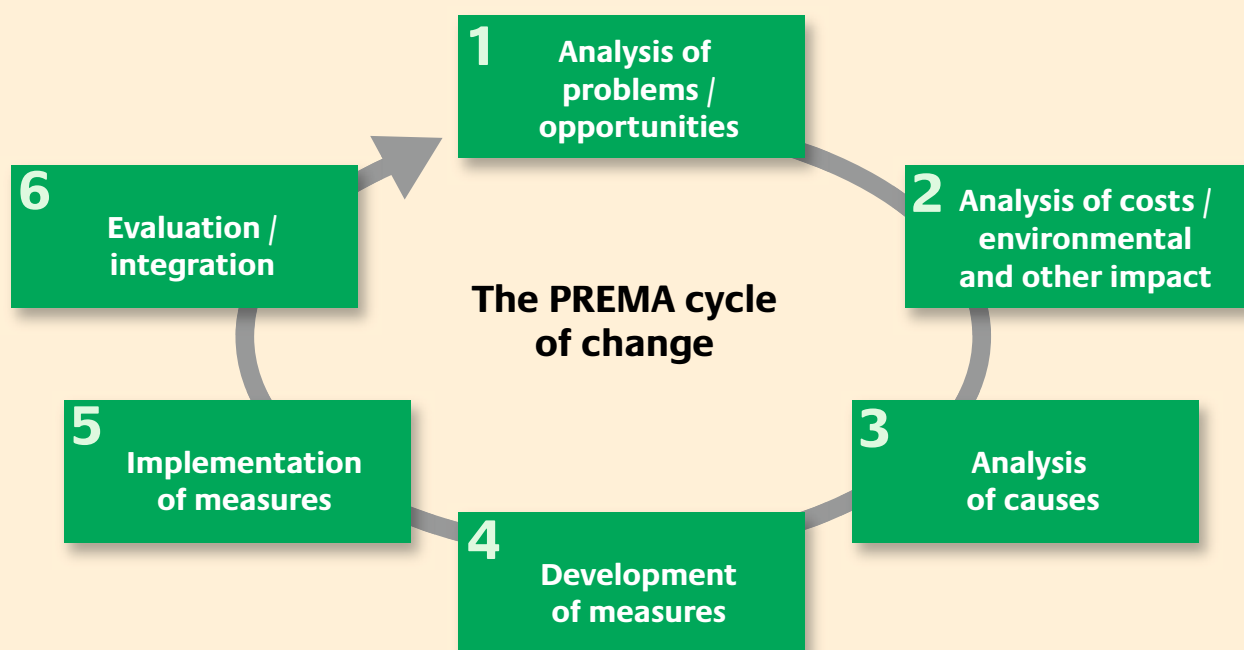 1
Analysis of
problems /
opportunities
2
Analysis of costs /
environmental
and other impact
3
Analysis
of causes
4
Development
of measures
5
Implementation
of measures
6
Evaluation /
integration
The PREMA cycle
of change